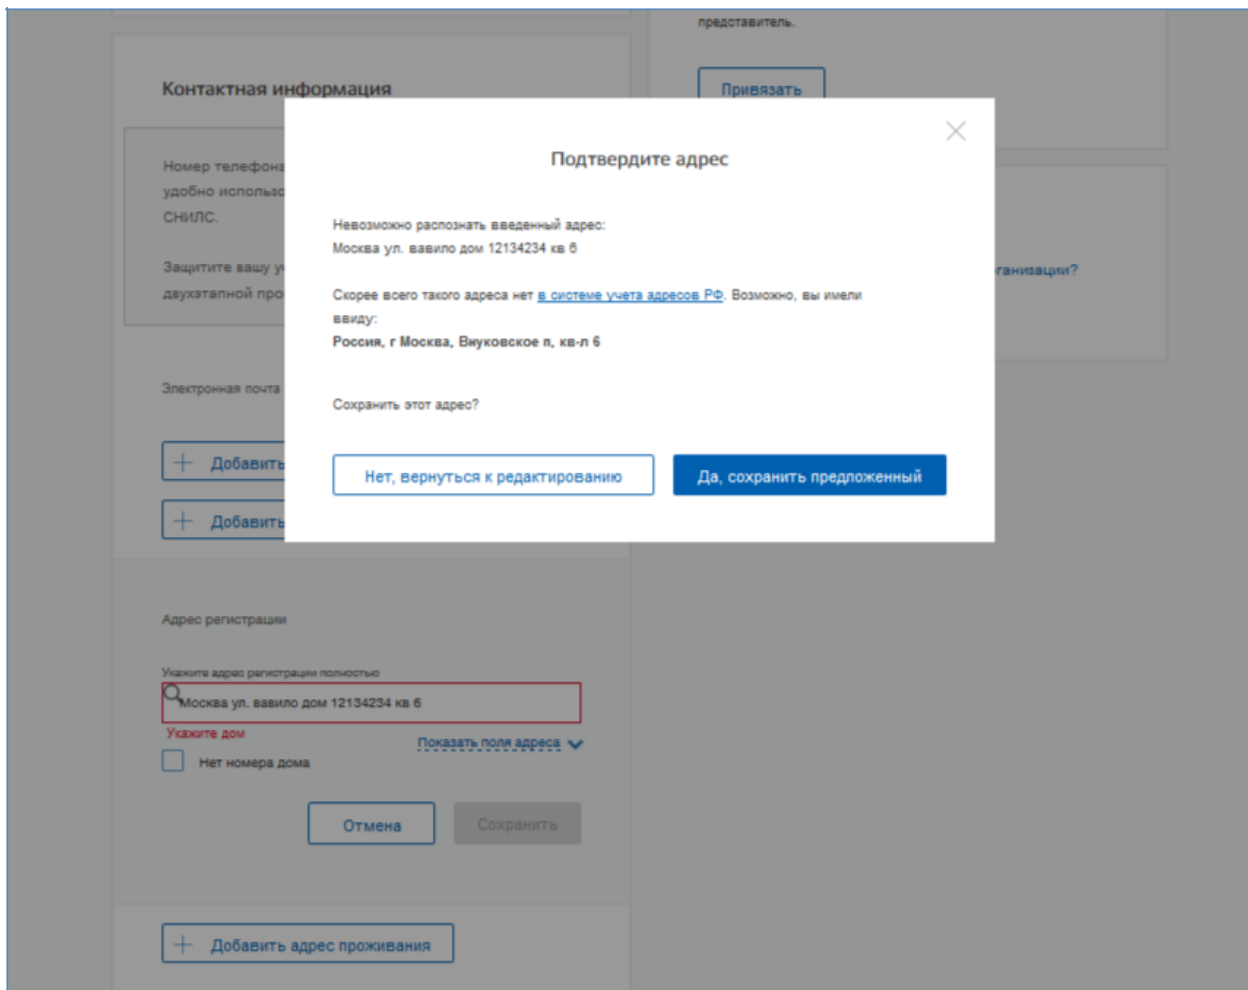 представитель.
Контактная информация
Привязать
Номер телефона
удобно использо
СНИЛС.
Защитите вашу у
двухэтапной про
ганизации?
Подтвердите адрес
Невозможно распознать введенный адрес:
Москва ул. вавило дом 12134234 кв 6
Скорее всего такого адреса нет в системе учета адресов РФ. Возможно, вы имели
ввиду:
Россия, г Москва, Внуковское п, кв-л 6
Сохранить этот адрес?
Нет, вернуться к редактированию
Да, сохранить предложенный
Электронная почта
Добавить
Добавить
Адрес регистрации
Укажите адрес регистрации полностью
Москва ул. вавило дом 12134234 кв 6
Укажите дом
Показать поля адреса
Нет номера дома
Отмена
Сохранить
Добавить адрес проживания